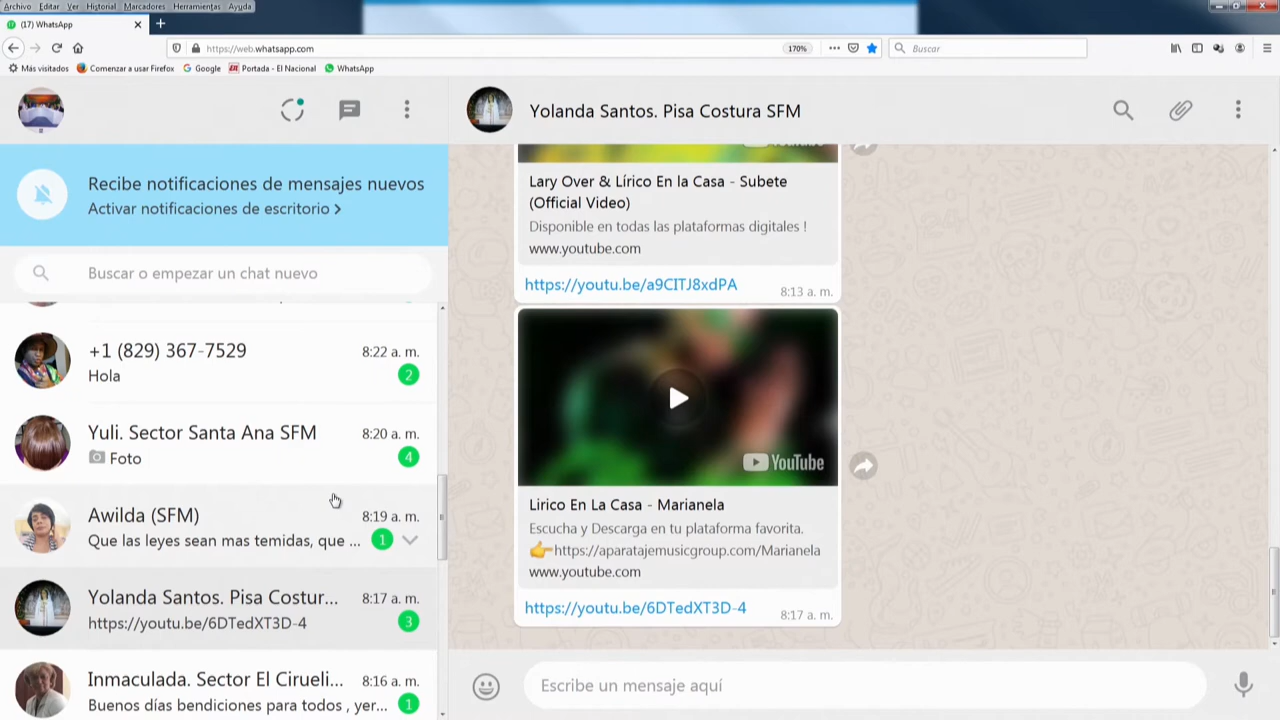 Archivo Editar Ver Historial Marcadores Herramientas Ayuda
(17) WhatsApp
https://web.whatsapp.com
170%
Buscar
Más visitados
Comenzar a usar Firefox
Google
Portada - El Nacional
WhatsApp
Recibe notificaciones de mensajes nuevos
Activar notificaciones de escritorio >
Buscar o empezar un chat nuevo
+1 (829) 367-7529
8:22 a. m.
Hola
2
Yuli. Sector Santa Ana SFM
8:20 a. m.
Foto
4
Awilda (SFM)
8:19 a. m.
Que las leyes sean mas temidas, que ...
1
Yolanda Santos. Pisa Costur...
8:17 a. m.
https://youtu.be/6DTedXT3D-4
3
Inmaculada. Sector El Cirueli...
8:16 a. m.
Buenos días bendiciones para todos , yer...
1
Yolanda Santos. Pisa Costura SFM
Lary Over & Lírico En la Casa - Subete
(Official Video)
Disponible en todas las plataformas digitales !
www.youtube.com
https://youtu.be/a9CITJ8xdPA
8:13 a. m.
YouTube
Lirico En La Casa - Marianela
Escucha y Descarga en tu plataforma favorita.
👉https://aparatajemusicgroup.com/Marianela
www.youtube.com
https://youtu.be/6DTedXT3D-4
8:17 a. m.
Escribe un mensaje aquí